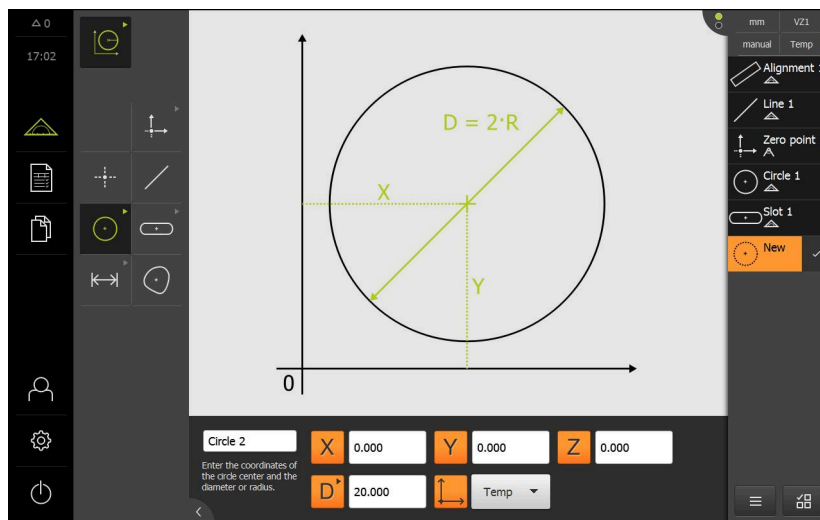 0
17:02
D = 2·R
X
Y
0
mm
VZ1
manual
Temp
Alignment 1
Line 1
Zero point
Circle 1
Slot 1
New
Circle 2
Enter the coordinates of
the circle center and the
diameter or radius.
X
0.000
Y
0.000
Z
0.000
D
20.000
Temp